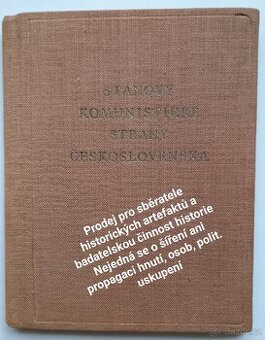 STANOVY
KOMUNISTICKÉ
STRANY
ČESKOSLOVENSKA
Prodej pro sběratele
historických artefaktů a
badatelskou činnost historie
Nejedná se o šíření ani
propagaci hnutí, osob, polit.
uskupení